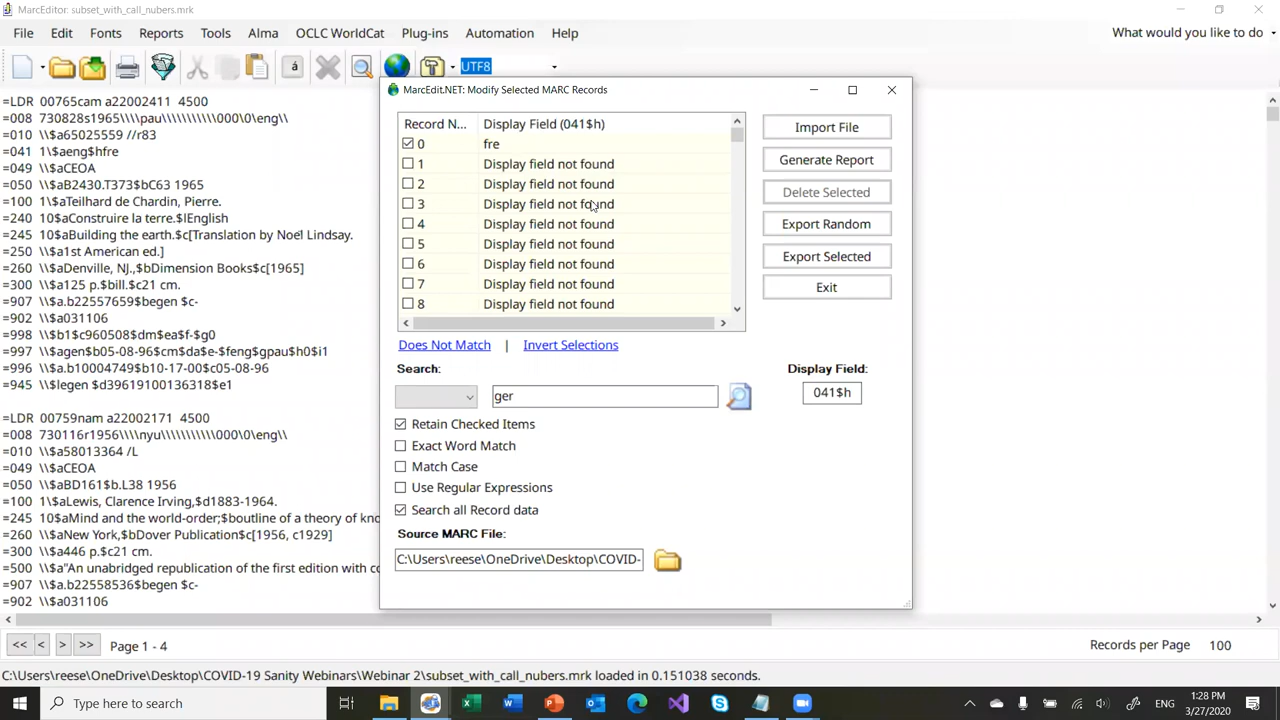 MarcEditor: subset_with_call_nubers.mrk
File Edit Fonts Reports Tools Alma OCLC WorldCat Plug-ins Automation Help What would you like to do
á UTF8
=LDR 00765cam a22002411 4500
=008 730828s1965\\\\pau\\\\\\\\\\\000\0\eng\\
=010 \\$a65025559 //r83
=041 1\$aeng$hfre
=049 \\$aCEOA
=050 \\$aB2430.T373$bC63 1965
=100 1\$aTeilhard de Chardin, Pierre.
=240 10$aConstruire la terre.$lEnglish
=245 10$aBuilding the earth.$c[Translation by Noël Lindsay.
=250 \\$a1st American ed.]
=260 \\$aDenville, NJ.,$bDimension Books$c[1965]
=300 \\$a125 p.$bill.$c21 cm.
=907 \\$a.b22557659$begen $c-
=902 \\$a031106
=998 \\$b1$c960508$dm$ea$f-$g0
=997 \\$agen$b05-08-96$cm$da$e-$feng$gpau$h0$i1
=996 \\$a.b10004749$b10-17-00$c05-08-96
=945 \\$legen $d39619100136318$e1
=LDR 00759nam a22002171 4500
=008 730116r1956\\\\nyu\\\\\\\\\\\000\0\eng\\
=010 \\$a58013364 /L
=049 \\$aCEOA
=050 \\$aBD161$b.L38 1956
=100 1\$aLewis, Clarence Irving,$d1883-1964.
=245 10$aMind and the world-order;$boutline of a theory of kno
=260 \\$aNew York,$bDover Publication$c[1956, c1929]
=300 \\$a446 p.$c21 cm.
=500 \\$a"An unabridged republication of the first edition with co
=907 \\$a.b22558536$begen $c-
=902 \\$a031106
MarcEdit.NET: Modify Selected MARC Records
Record N... Display Field (041$h)
0 fre
1 Display field not found
2 Display field not found
3 Display field not found
4 Display field not found
5 Display field not found
6 Display field not found
7 Display field not found
8 Display field not found
Import File
Generate Report
Delete Selected
Export Random
Export Selected
Exit
Does Not Match | Invert Selections
Search: Display Field:
ger 041$h
Retain Checked Items
Exact Word Match
Match Case
Use Regular Expressions
Search all Record data
Source MARC File:
C:\Users\reese\OneDrive\Desktop\COVID-
<< < > >> Page 1 - 4 Records per Page 100
C:\Users\reese\OneDrive\Desktop\COVID-19 Sanity Webinars\Webinar 2\subset_with_call_nubers.mrk loaded in 0.151038 seconds.
Type here to search
1:28 PM
3/27/2020